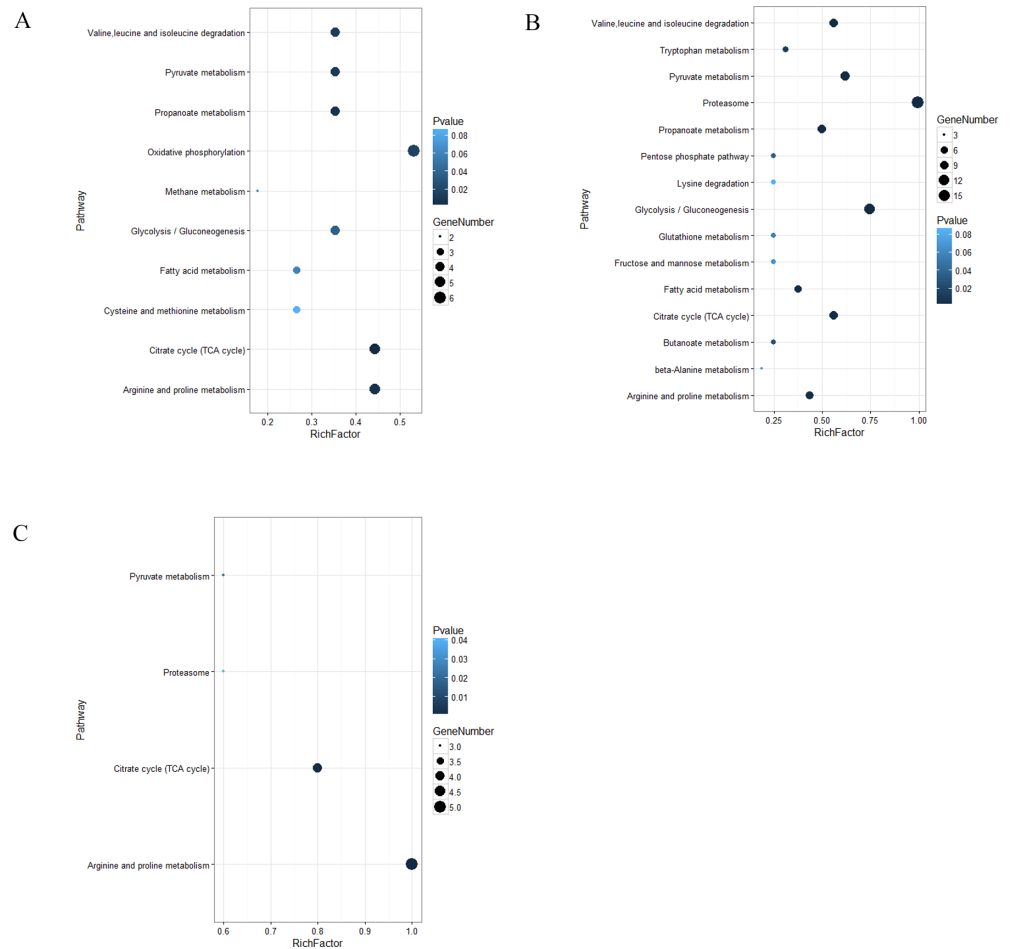 A
Valine,leucine and isoleucine degradation
Pyruvate metabolism
Propanoate metabolism
Oxidative phosphorylation
Methane metabolism
Glycolysis / Gluconeogenesis
Fatty acid metabolism
Cysteine and methionine metabolism
Citrate cycle (TCA cycle)
Arginine and proline metabolism
Pathway
0.2 0.3 0.4 0.5
RichFactor
Pvalue
0.08
0.06
0.04
0.02
GeneNumber
2
3
4
5
6
B
Valine,leucine and isoleucine degradation
Tryptophan metabolism
Pyruvate metabolism
Proteasome
Propanoate metabolism
Pentose phosphate pathway
Lysine degradation
Glycolysis / Gluconeogenesis
Glutathione metabolism
Fructose and mannose metabolism
Fatty acid metabolism
Citrate cycle (TCA cycle)
Butanoate metabolism
beta-Alanine metabolism
Arginine and proline metabolism
Pathway
0.25 0.50 0.75 1.00
RichFactor
GeneNumber
3
6
9
12
15
Pvalue
0.08
0.06
0.04
0.02
C
Pyruvate metabolism
Proteasome
Citrate cycle (TCA cycle)
Arginine and proline metabolism
Pathway
0.6 0.7 0.8 0.9 1.0
RichFactor
Pvalue
0.04
0.03
0.02
0.01
GeneNumber
3.0
3.5
4.0
4.5
5.0